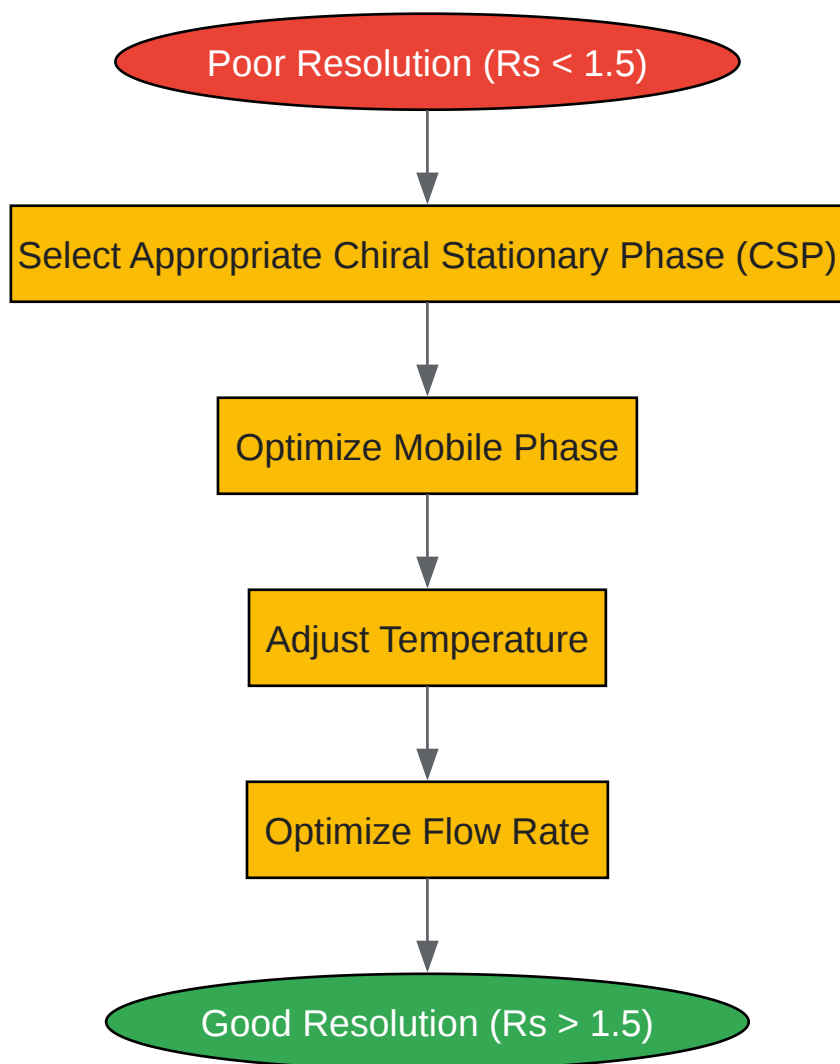 Poor Resolution (Rs < 1.5)
Select Appropriate Chiral Stationary Phase (CSP)
Optimize Mobile Phase
Adjust Temperature
Optimize Flow Rate
Good Resolution (Rs > 1.5)